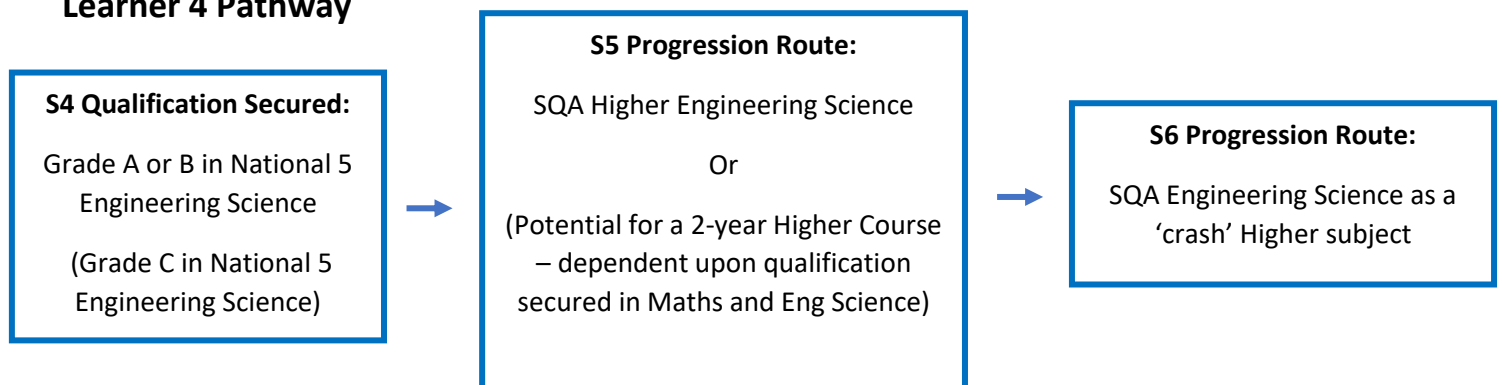 Learner 4 Pathway
S4 Qualification Secured:
Grade A or B in National 5
Engineering Science
(Grade C in National 5
Engineering Science)
S5 Progression Route:
SQA Higher Engineering Science
Or
(Potential for a 2-year Higher Course
– dependent upon qualification
secured in Maths and Eng Science)
S6 Progression Route:
SQA Engineering Science as a
‘crash’ Higher subject